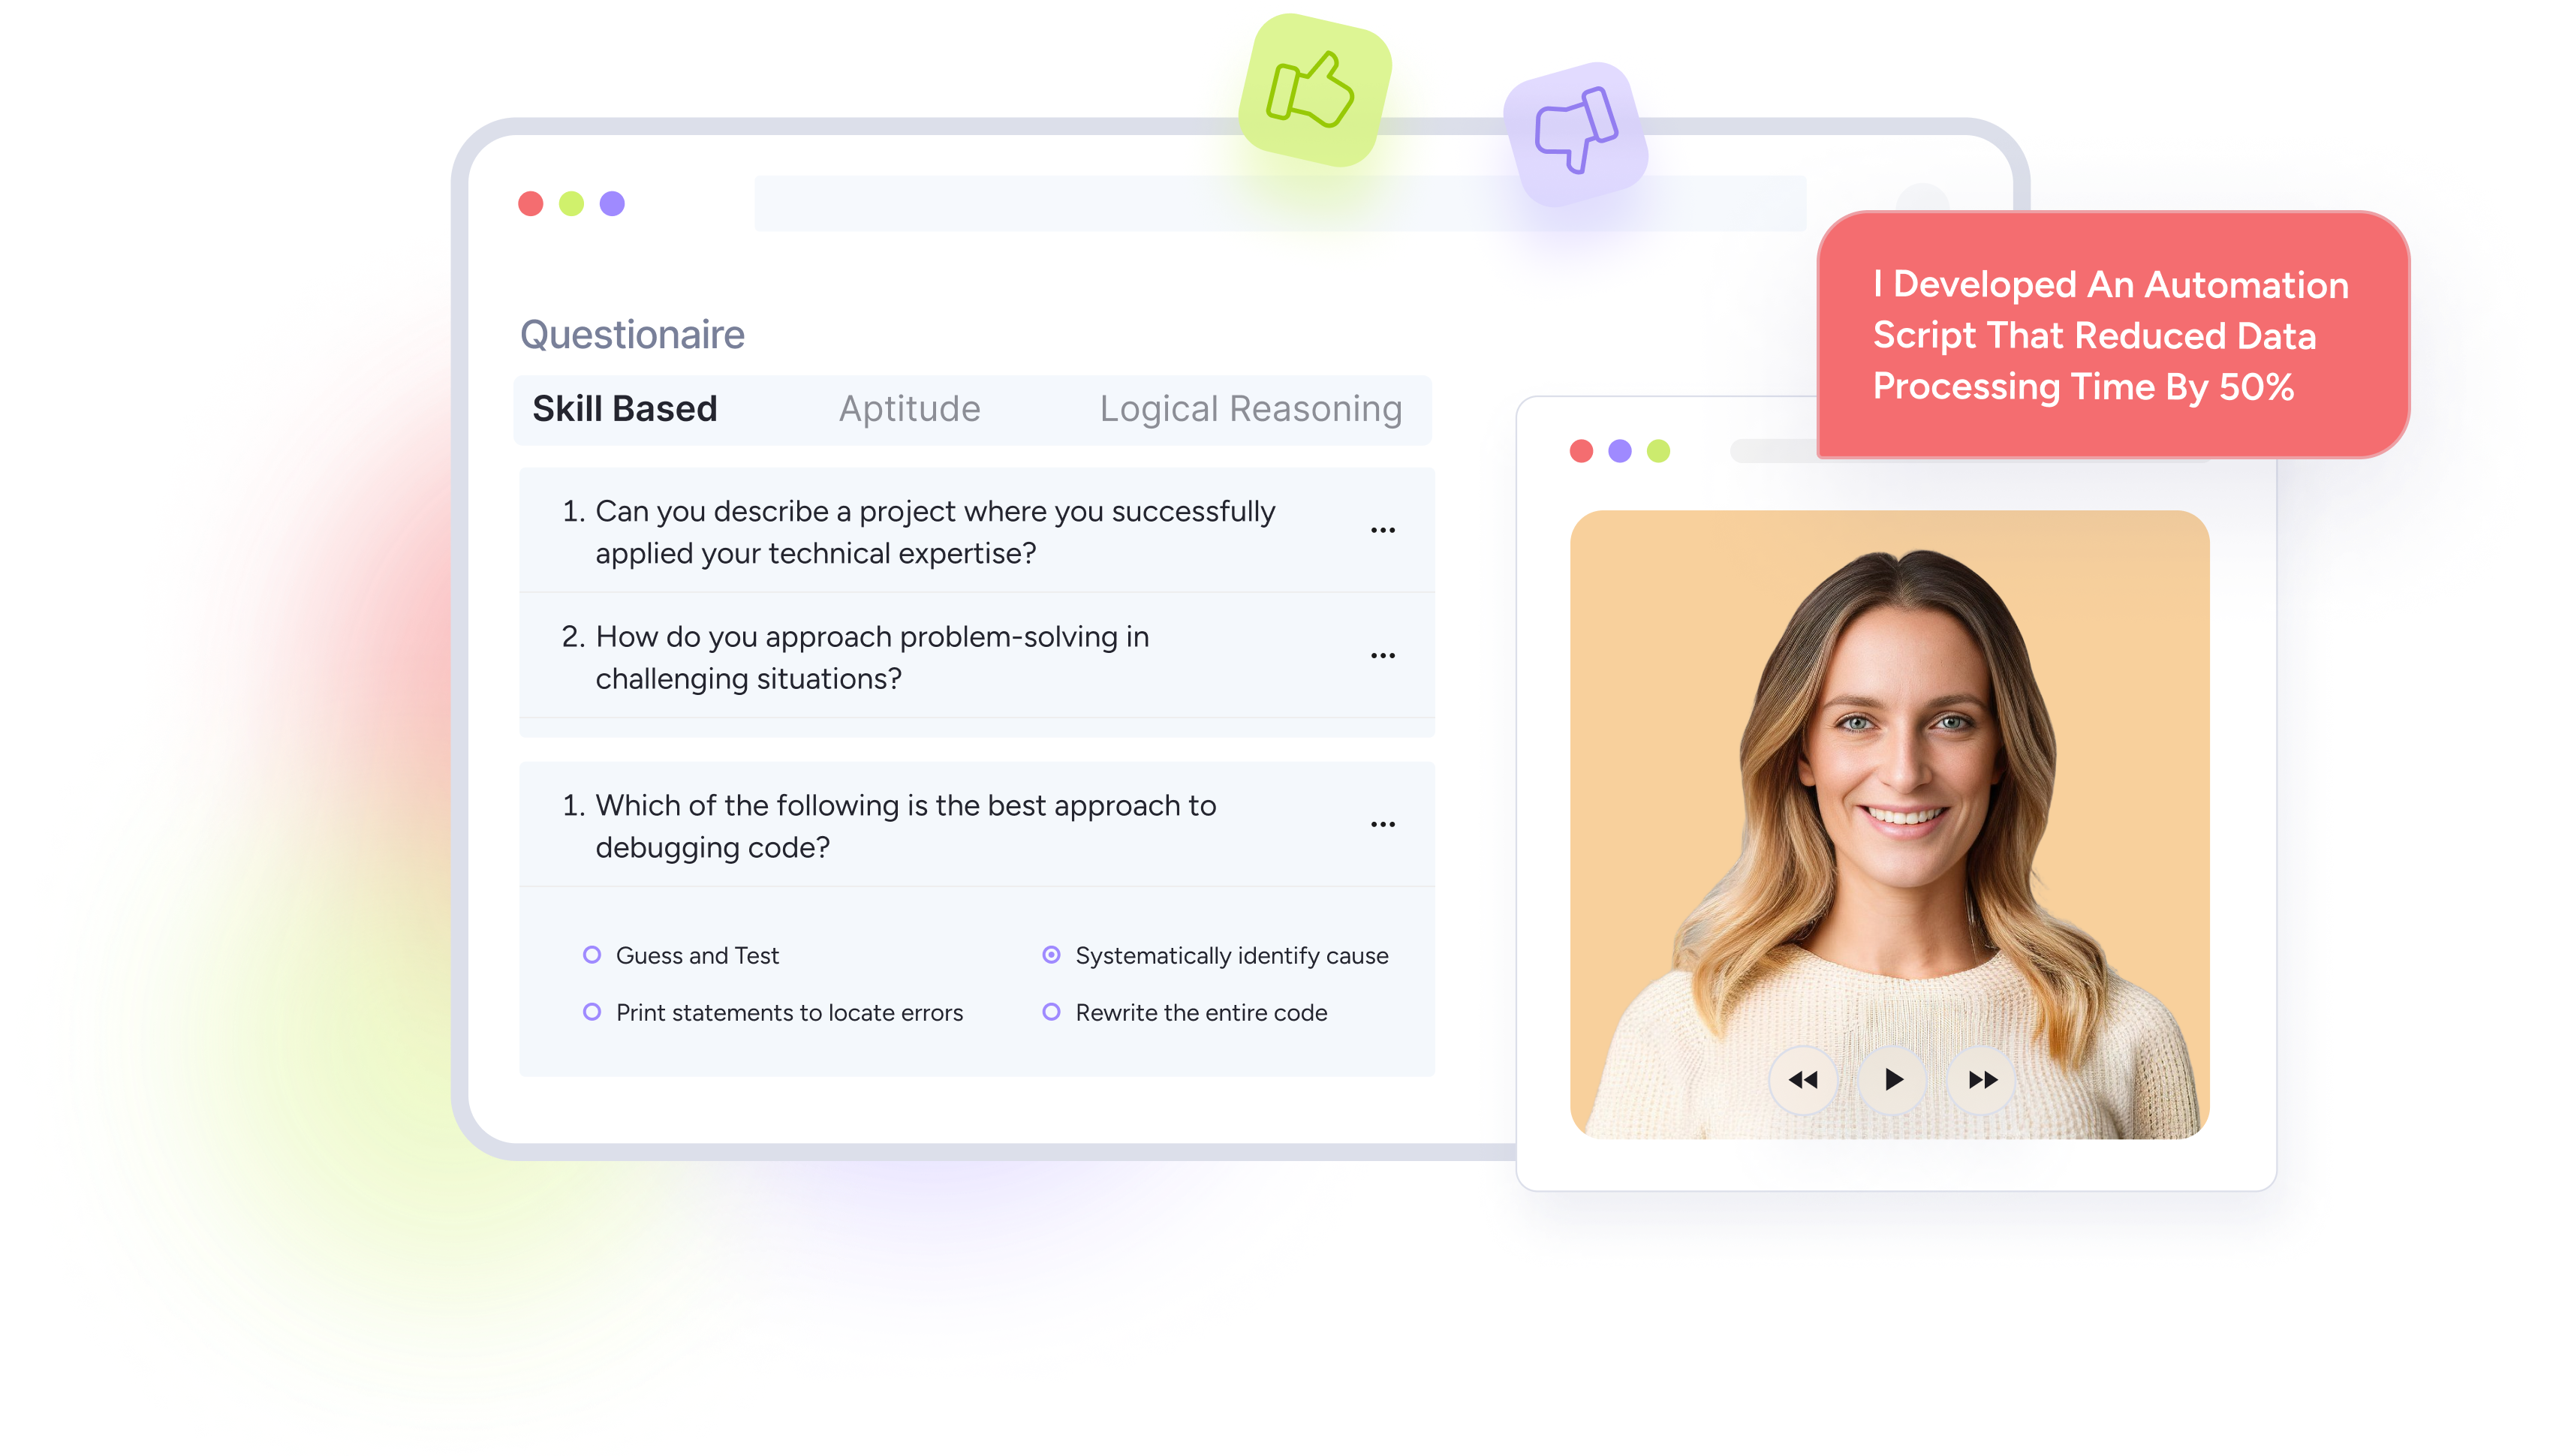 I Developed An Automation
Script That Reduced Data
Processing Time By 50%
Questionaire
Skill Based
Aptitude
Logical Reasoning
1. Can you describe a project where you successfully
applied your technical expertise?
2. How do you approach problem-solving in
challenging situations?
1. Which of the following is the best approach to
debugging code?
Guess and Test
Systematically identify cause
Print statements to locate errors
Rewrite the entire code